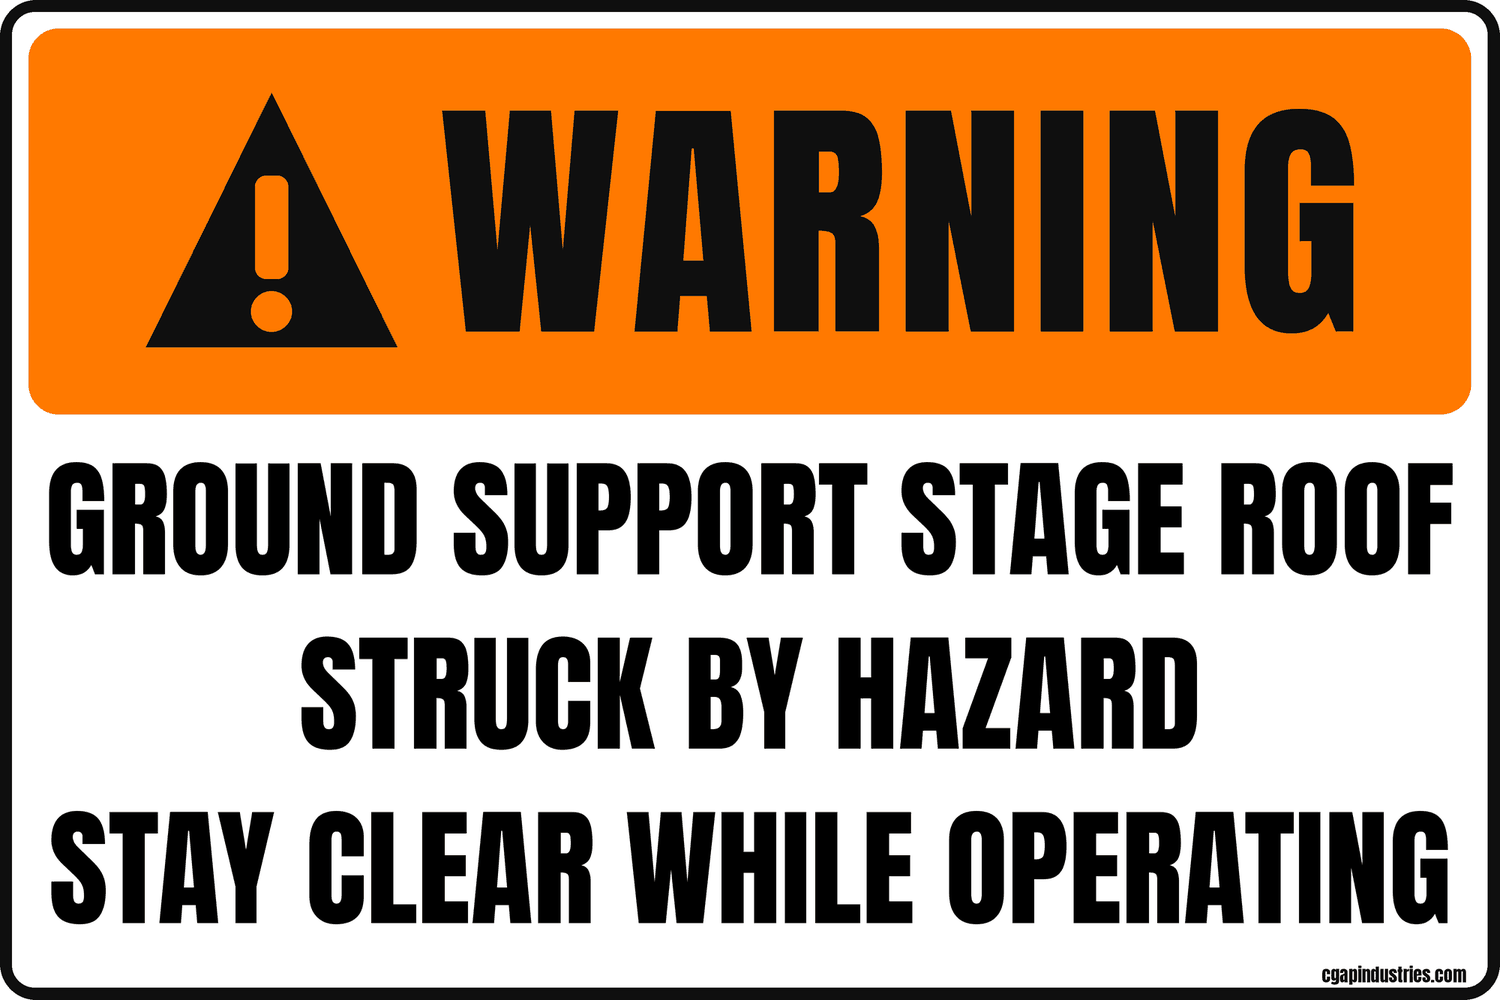 WARNING
GROUND SUPPORT STAGE ROOF
STRUCK BY HAZARD
STAY CLEAR WHILE OPERATING
cgapindustries.com